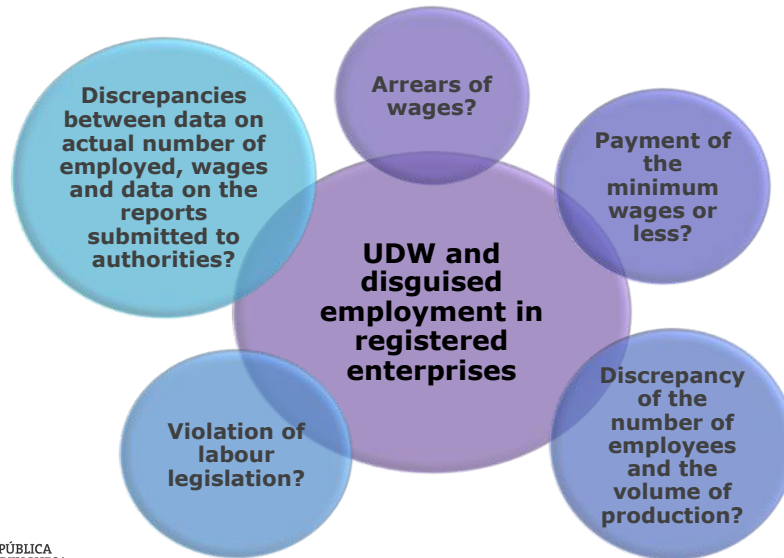 Arrears of
wages?
Discrepancies
between data on
actual number of
employed, wages
and data on the
reports
submitted to
authorities?
Payment of
the
minimum
wages or
less?
UDW and
disguised
employment in
registered
enterprises
Violation of
labour
legislation?
Discrepancy
of the
number of
employees
and the
volume of
production?
PÚBLICA